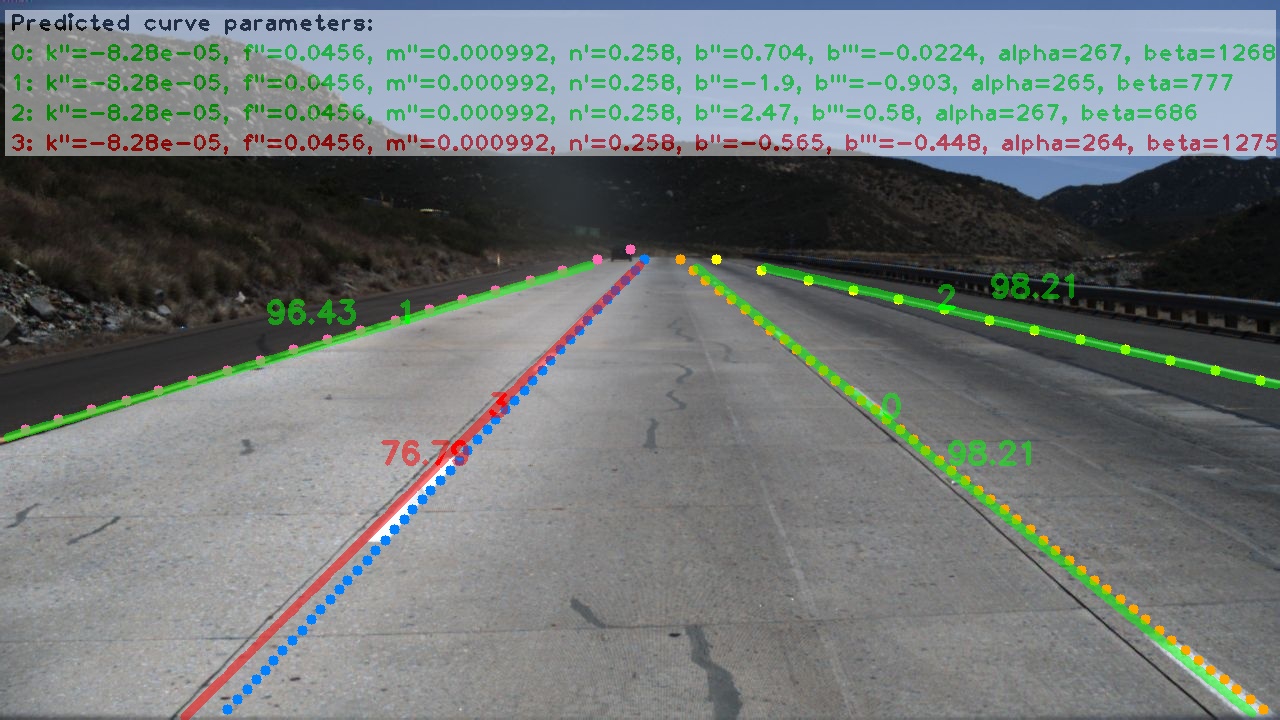 Predicted curve parameters:
0: k''=-8.28e-05, f''=0.0456, m''=0.000992, n'=0.258, b''=0.704, b'''=-0.0224, alpha=267, beta=1268
1: k''=-8.28e-05, f''=0.0456, m''=0.000992, n'=0.258, b''=-1.9, b'''=-0.903, alpha=265, beta=777
2: k''=-8.28e-05, f''=0.0456, m''=0.000992, n'=0.258, b''=2.47, b'''=0.58, alpha=267, beta=686
3: k''=-8.28e-05, f''=0.0456, m''=0.000992, n'=0.258, b''=-0.565, b'''=-0.448, alpha=264, beta=1275
96.43 1
2 98.21
3
0
76.79
98.21